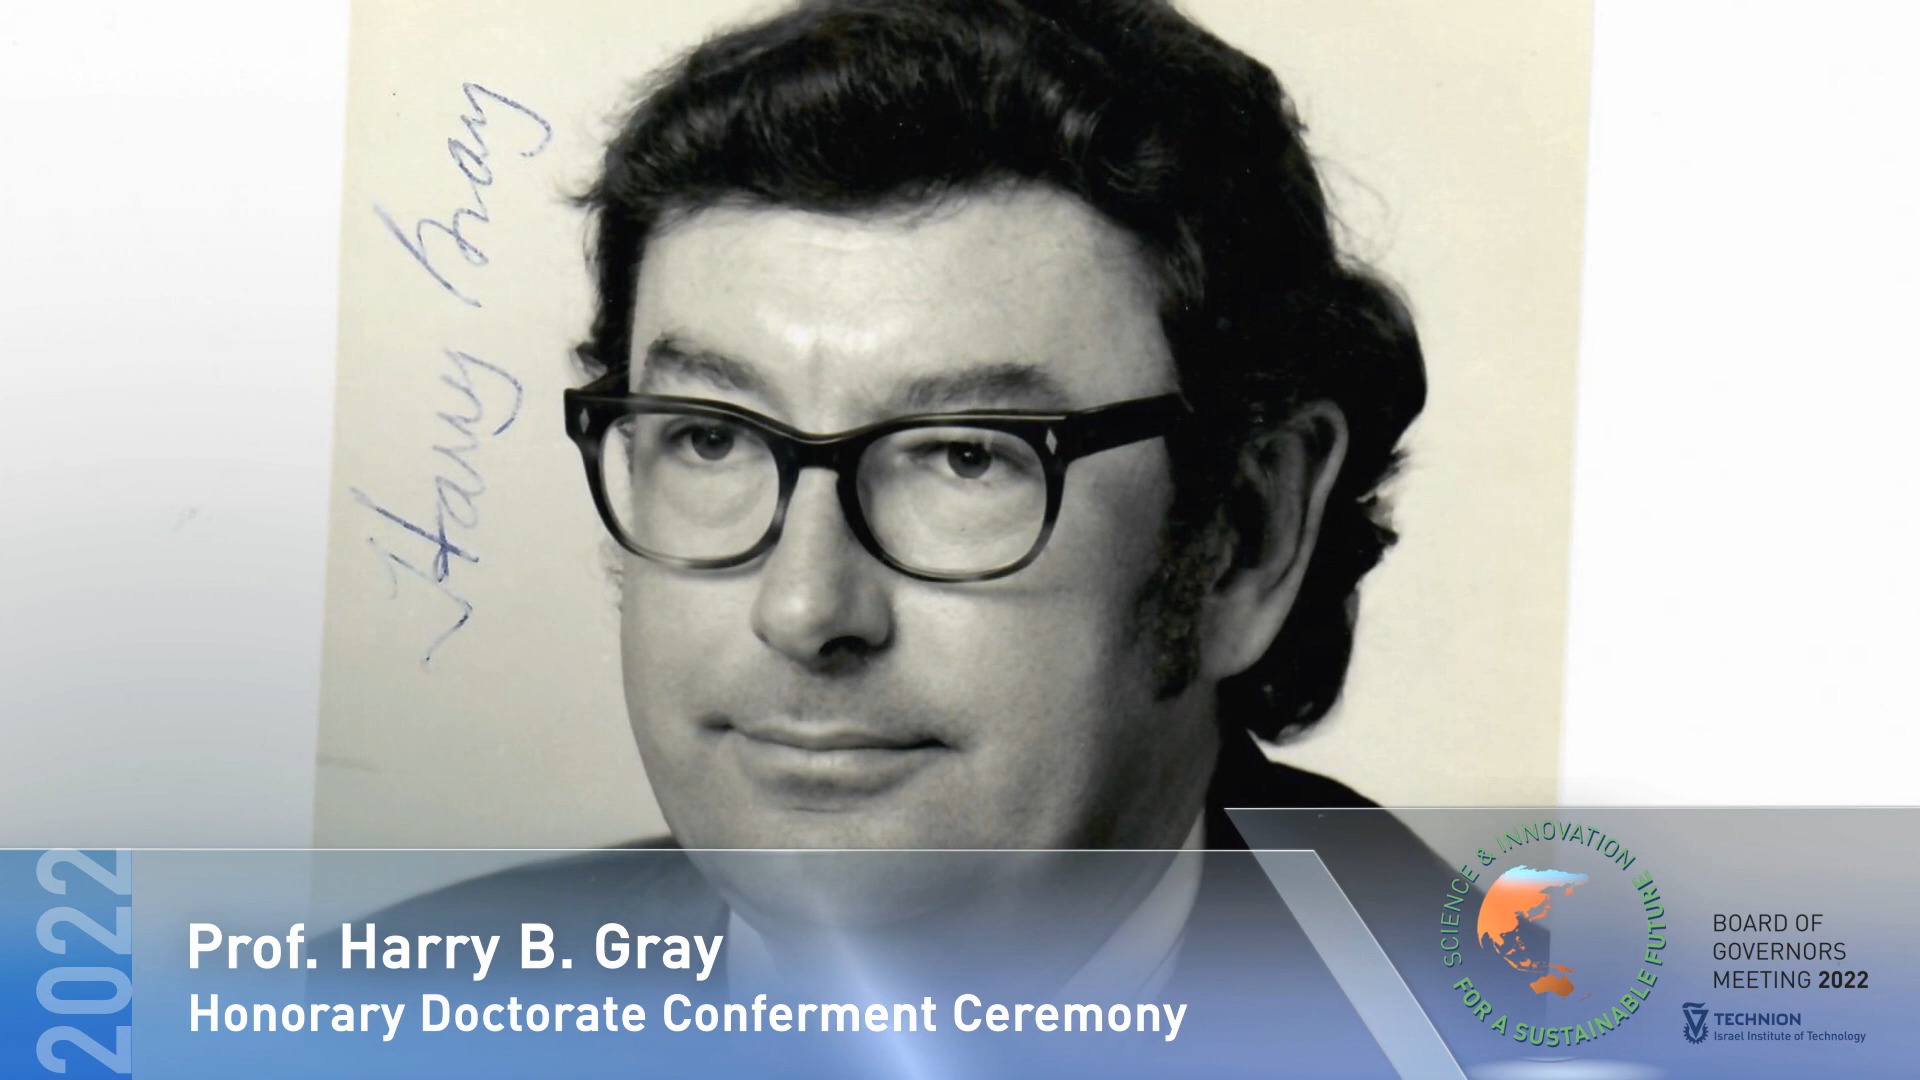 Harry Gray
2022
Prof. Harry B. Gray
Honorary Doctorate Conferment Ceremony
SCIENCE & INNOVATION
FOR A SUSTAINABLE FUTURE
BOARD OF
GOVERNORS
MEETING 2022
TECHNION
Israel Institute of Technology